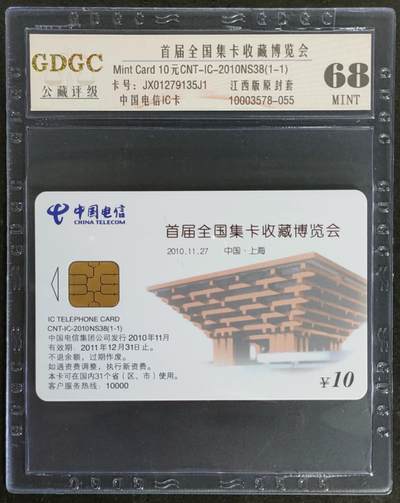 GDGC
公藏评级
首届全国集卡收藏博览会
Mint Card 10元CNT-IC-2010NS38(1-1)
卡号：JX01279135J1 江西版原封套
中国电信IC卡 10003578-055
68
MINT
中国电信
CHINA TELECOM
首届全国集卡收藏博览会
2010.11.27 中国·上海
IC TELEPHONE CARD
CNT-IC-2010NS38(1-1)
中国电信集团公司发行 2010年11月
有效期：2011年12月31日止。
不退余额，过期作废。
如遇资费调整，执行新资费。
本卡可在国内31个省（区、市）使用。
客户服务热线：10000
¥10